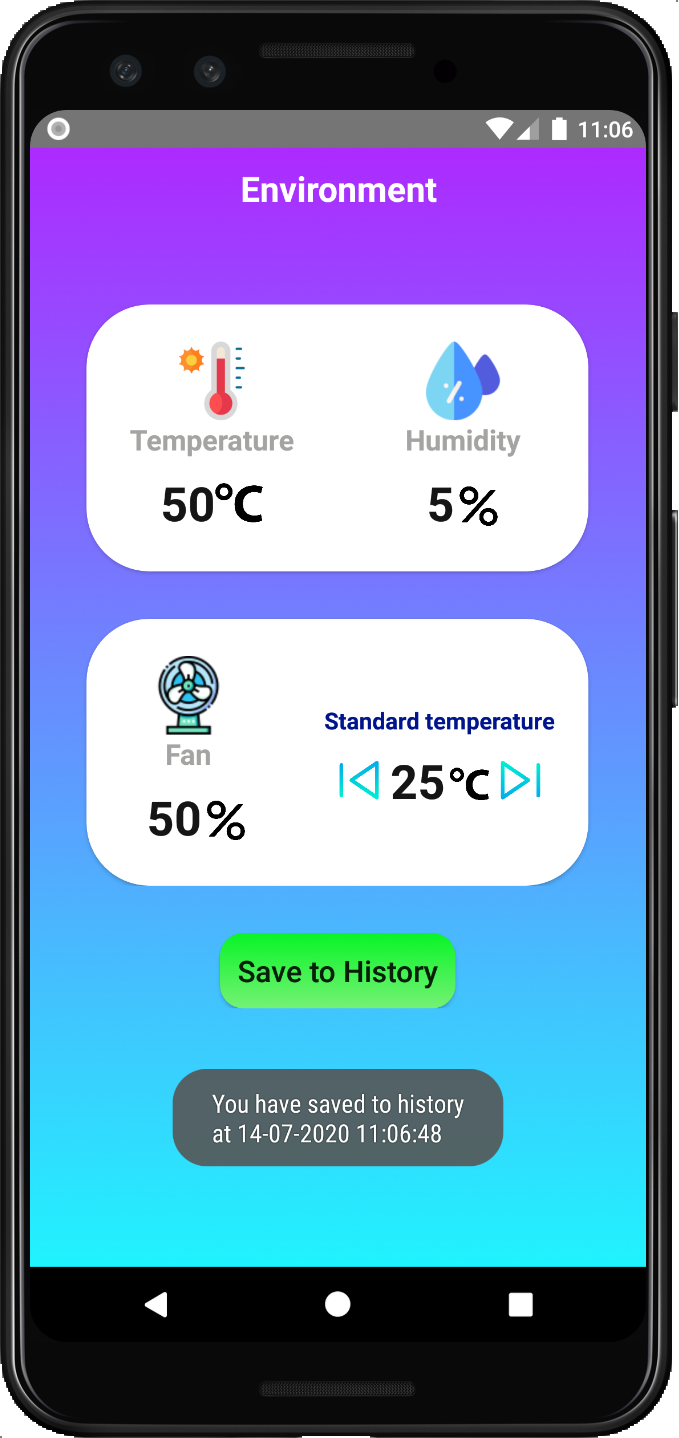 11:06
Environment
Temperature
Humidity
50°C
5%
Fan
50%
Standard temperature
25°C
Save to History
You have saved to history
at 14-07-2020 11:06:48